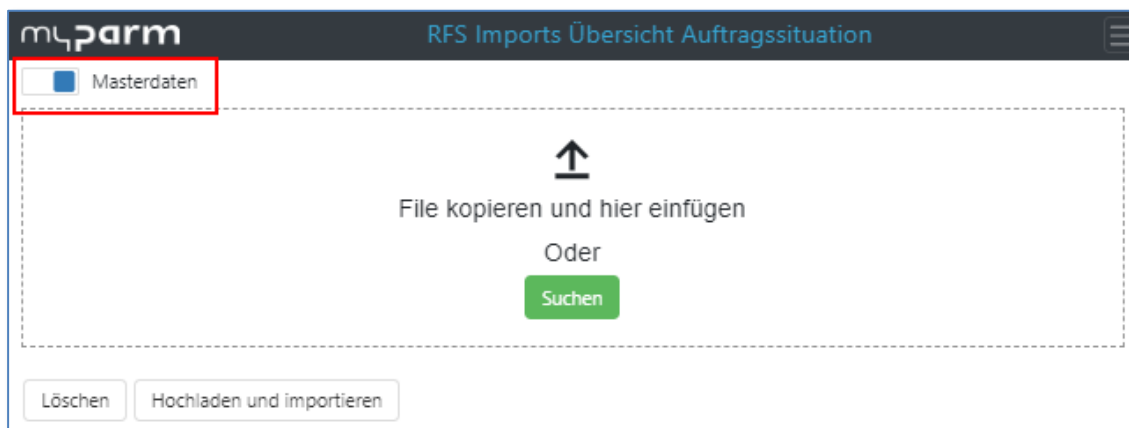 myparm
RFS Imports Übersicht Auftragssituation
Masterdaten
File kopieren und hier einfügen
Oder
Suchen
Löschen
Hochladen und importieren